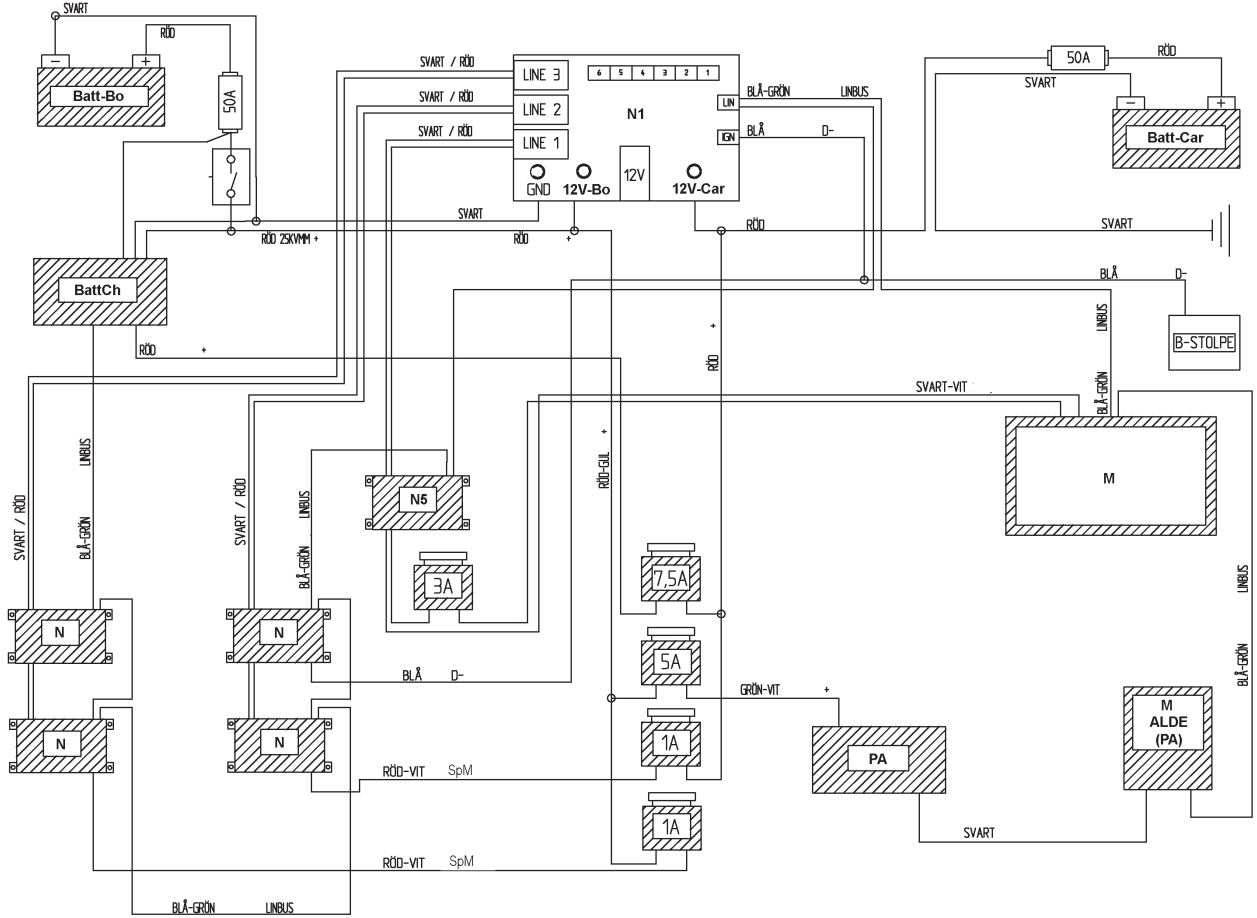 SVART
RÖD
- +
Batt-Bo
50A
SVART / RÖD
LINE 3
SVART / RÖD
LINE 2
SVART / RÖD
LINE 1
6 5 4 3 2 1
N1
LIN
IGN
GND
12V-Bo
12V
12V-Car
BLÅ-GRÖN LINBUS
BLÅ D-
50A
RÖD
SVART
- +
Batt-Car
SVART
RÖD 25KVMM +
RÖD +
RÖD
SVART
BattCh
BLÅ D-
B-STOLPE
RÖD +
RÖD +
LINBUS
BLÅ-GRÖN
SVART-VIT
M
SVART / RÖD
LINBUS
BLÅ-GRÖN
SVART / RÖD
LINBUS
BLÅ-GRÖN
N5
RÖD-GUL +
3A
7,5A
LINBUS
BLÅ-GRÖN
N
N
5A
BLÅ D-
GRÖN-VIT +
N
N
1A
PA
M
ALDE
(PA)
RÖD-VIT SpM
1A
SVART
RÖD-VIT SpM
BLÅ-GRÖN LINBUS